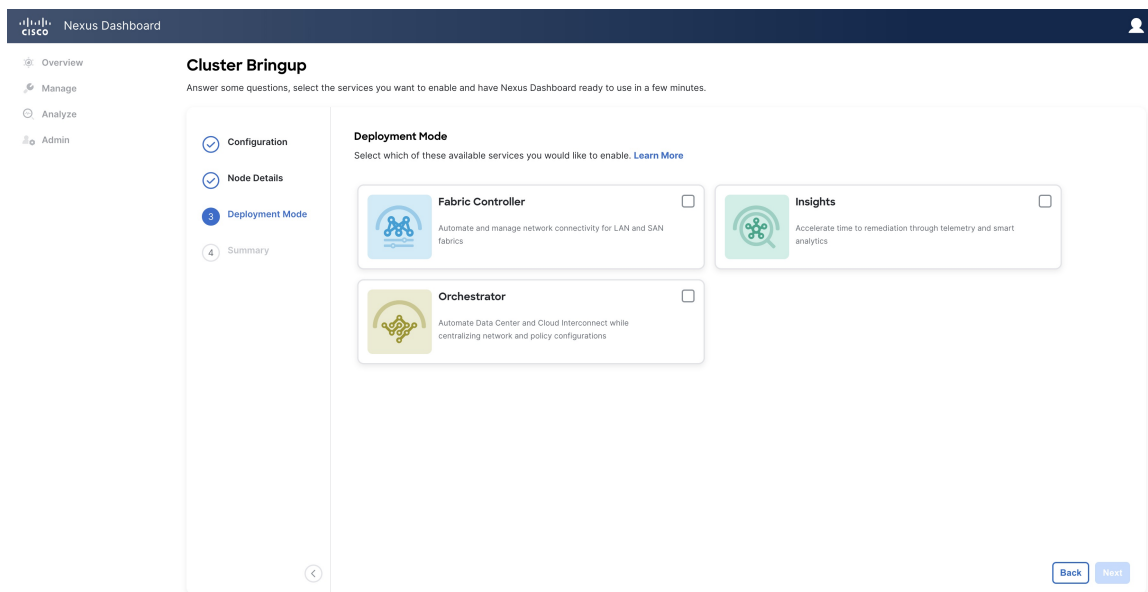 CISCO Nexus Dashboard
Overview
Manage
Analyze
Admin
Cluster Bringup
Answer some questions, select the services you want to enable and have Nexus Dashboard ready to use in a few minutes.
Configuration
Node Details
3 Deployment Mode
4 Summary
Deployment Mode
Select which of these available services you would like to enable. Learn More
Fabric Controller
Automate and manage network connectivity for LAN and SAN
fabrics
Insights
Accelerate time to remediation through telemetry and smart
analytics
Orchestrator
Automate Data Center and Cloud Interconnect while
centralizing network and policy configurations
Back Next